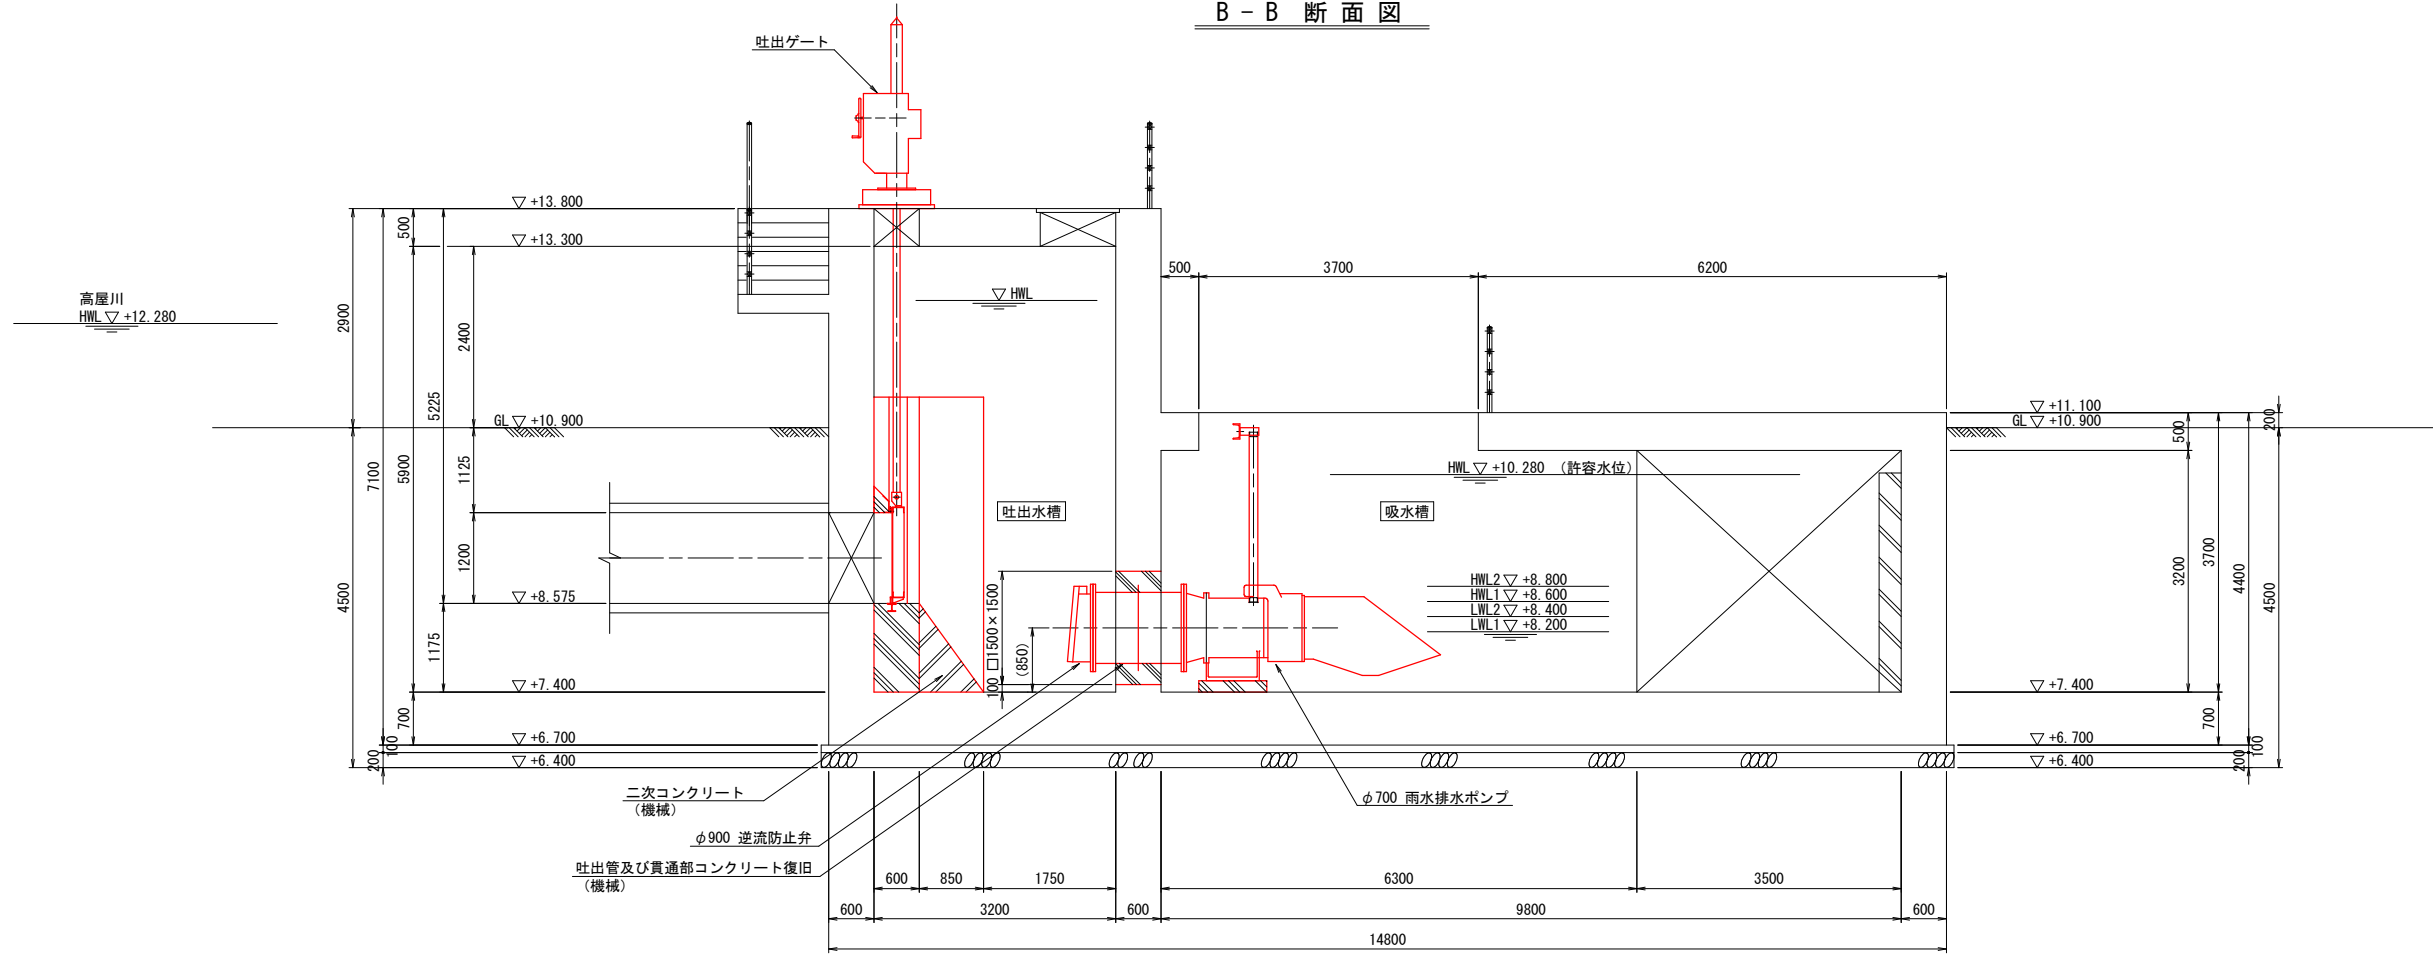 B － B 断 面 図
吐出ゲート
▽ +13.800
500
▽ +13.300
500
3700
6200
▽ HWL
高屋川
HWL ▽ +12.280
2900
2400
5225
▽ +11.100
GL ▽ +10.900
GL ▽ +10.900
200
500
7100
5900
1125
HWL ▽ +10.280 （許容水位）
吐出水槽
吸水槽
1200
3200
3700
4400
4500
4500
HWL2 ▽ +8.800
HWL1 ▽ +8.600
LWL2 ▽ +8.400
LWL1 ▽ +8.200
▽ +8.575
1175
□1500×1500
(850)
100
▽ +7.400
▽ +7.400
700
700
▽ +6.700
▽ +6.700
100
200
100
200
▽ +6.400
▽ +6.400
二次コンクリート
（機械）
φ700 雨水排水ポンプ
φ900 逆流防止弁
吐出管及び貫通部コンクリート復旧
（機械）
600
850
1750
6300
3500
600
3200
600
9800
600
14800